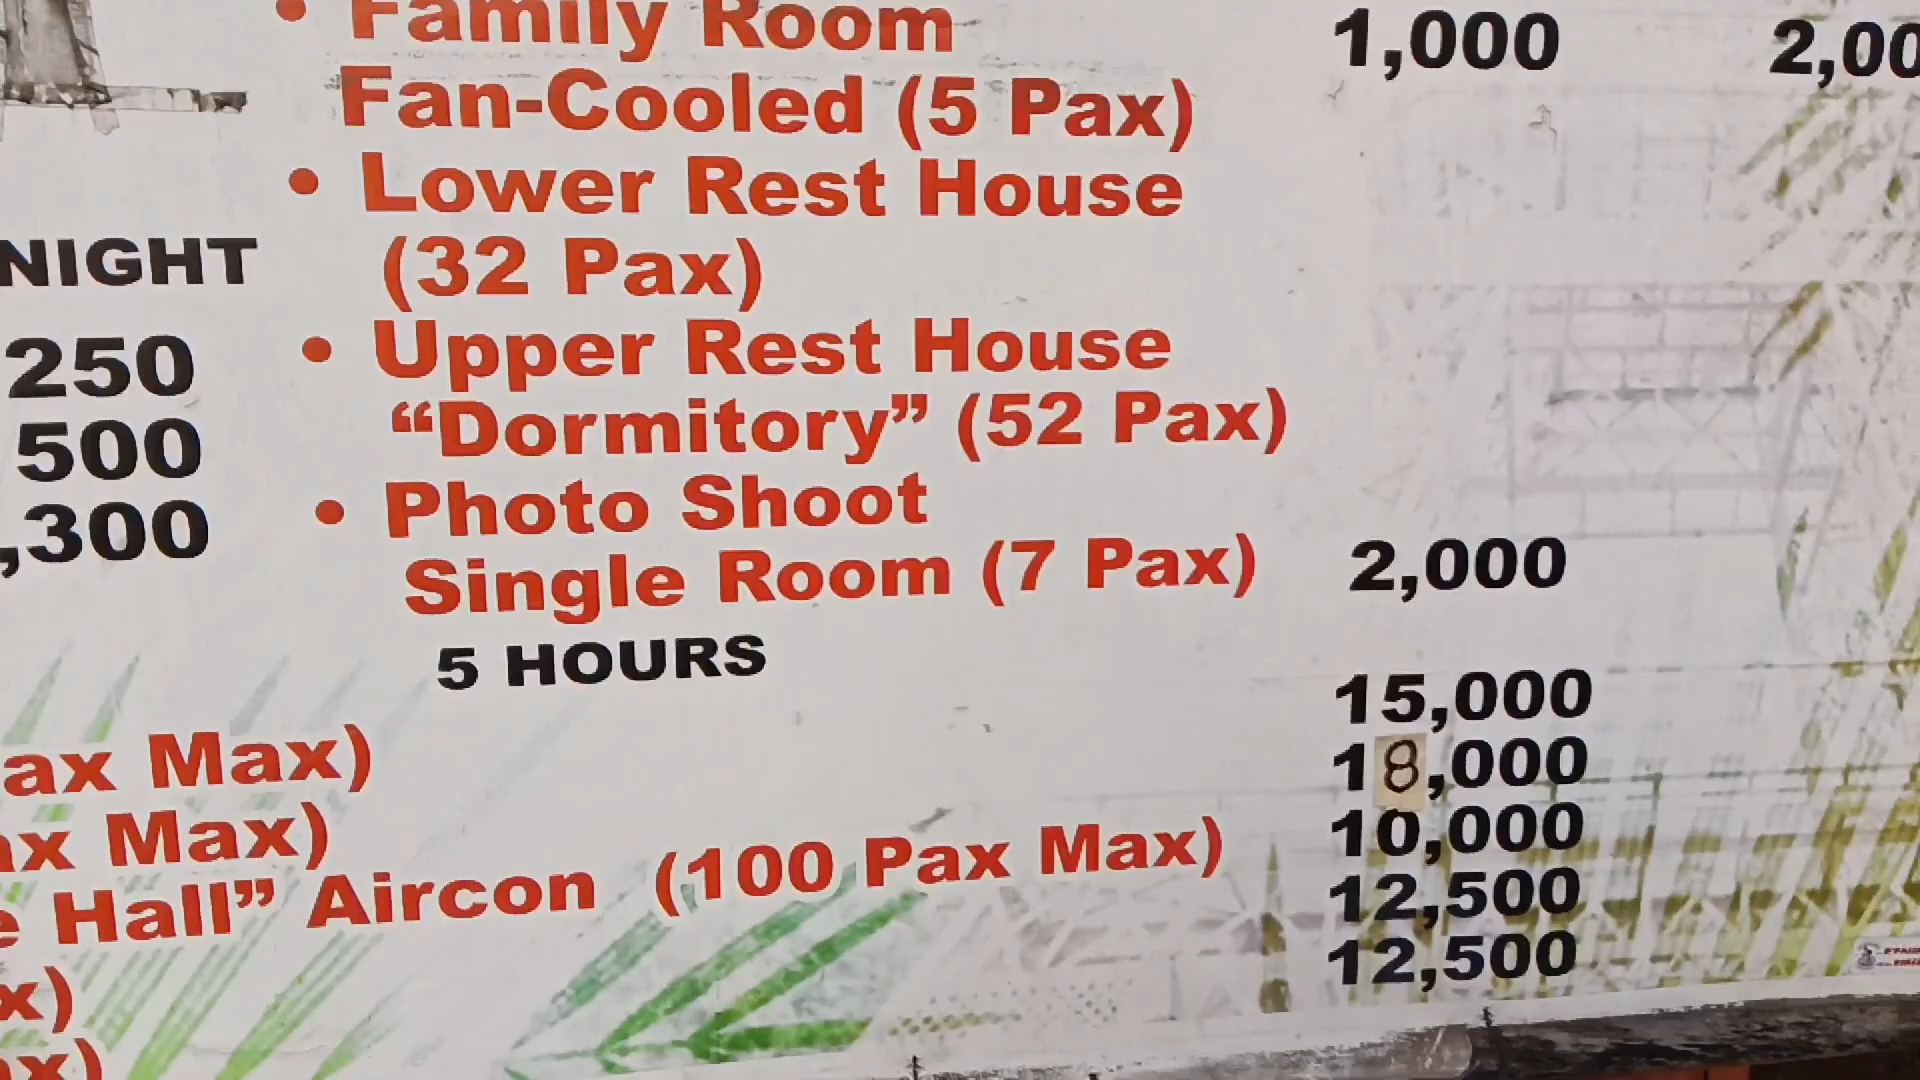 • Family Room 1,000 2,00
Fan-Cooled (5 Pax)
• Lower Rest House
(32 Pax)
NIGHT
• Upper Rest House
250
"Dormitory" (52 Pax)
500
• Photo Shoot
,300
Single Room (7 Pax) 2,000
5 HOURS
15,000
ax Max) 18,000
ax Max) 10,000
e Hall" Aircon (100 Pax Max) 12,500
x) 12,500
ax)